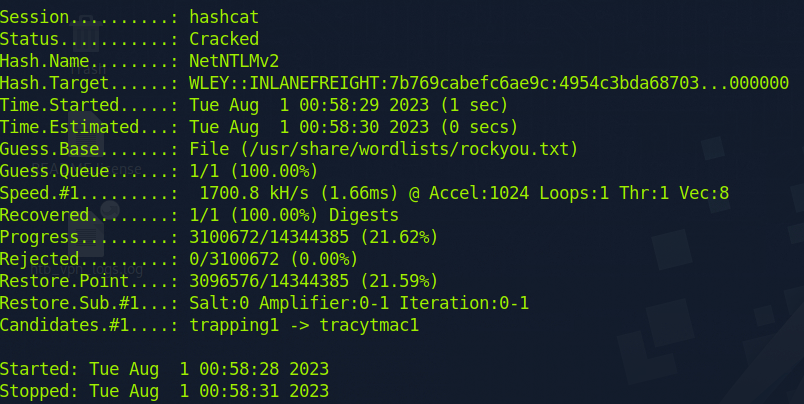 Session..........: hashcat
Status...........: Cracked
Hash.Name........: NetNTLMv2
Hash.Target......: WLEY::INLANEFREIGHT:7b769cabefc6ae9c:4954c3bda68703...000000
Time.Started.....: Tue Aug  1 00:58:29 2023 (1 sec)
Time.Estimated...: Tue Aug  1 00:58:30 2023 (0 secs)
Guess.Base.......: File (/usr/share/wordlists/rockyou.txt)
Guess.Queue......: 1/1 (100.00%)
Speed.#1.........:  1700.8 kH/s (1.66ms) @ Accel:1024 Loops:1 Thr:1 Vec:8
Recovered........: 1/1 (100.00%) Digests
Progress.........: 3100672/14344385 (21.62%)
Rejected.........: 0/3100672 (0.00%)
Restore.Point....: 3096576/14344385 (21.59%)
Restore.Sub.#1...: Salt:0 Amplifier:0-1 Iteration:0-1
Candidates.#1....: trapping1 -> tracytmac1
Started: Tue Aug  1 00:58:28 2023
Stopped: Tue Aug  1 00:58:31 2023